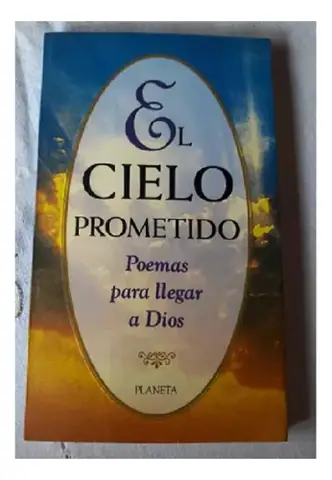 EL
CIELO
PROMETIDO
Poemas
para llegar
a Dios
PLANETA